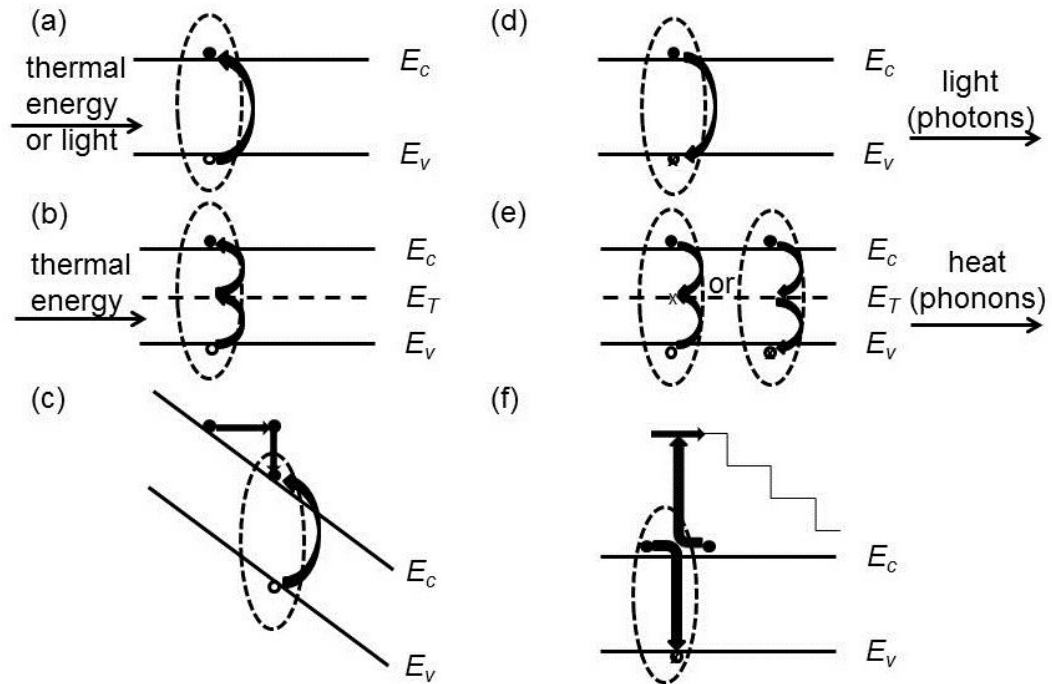 (a)
thermal
energy
or light
E_c
E_v
(d)
E_c
E_v
light
(photons)
(b)
thermal
energy
E_c
E_T
E_v
(e)
or
x
E_c
E_T
E_v
heat
(phonons)
(c)
E_c
E_v
(f)
E_c
E_v